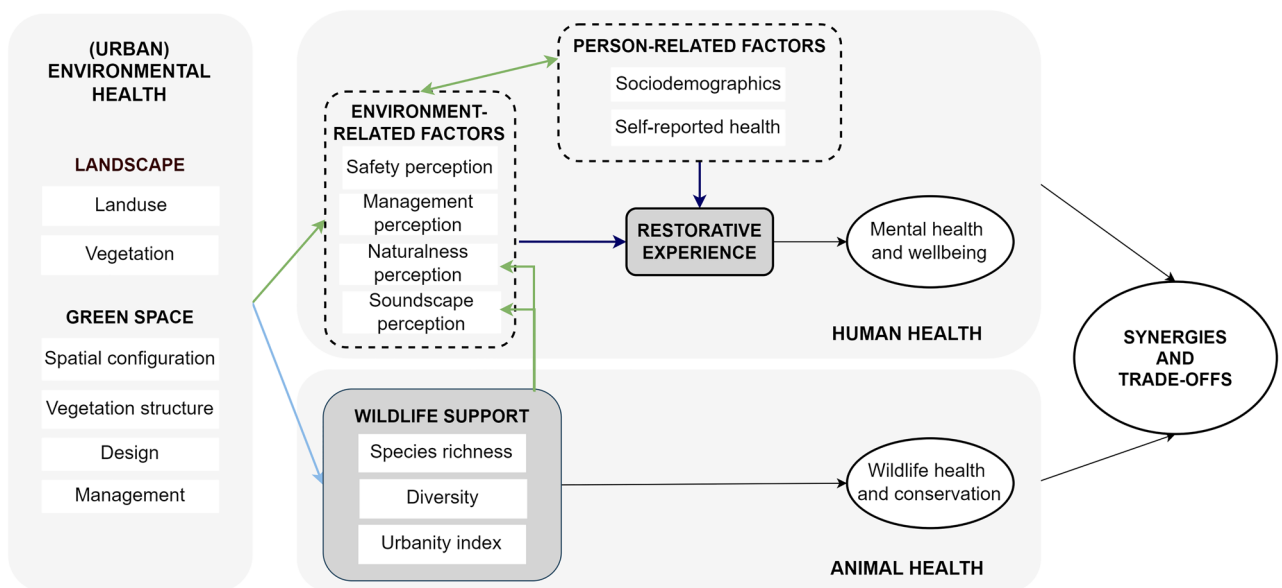 (URBAN)
ENVIRONMENTAL
HEALTH
LANDSCAPE
Landuse
Vegetation
GREEN SPACE
Spatial configuration
Vegetation structure
Design
Management
PERSON-RELATED FACTORS
Sociodemographics
Self-reported health
ENVIRONMENT-
RELATED FACTORS
Safety perception
Management
perception
Naturalness
perception
Soundscape
perception
RESTORATIVE
EXPERIENCE
Mental health
and wellbeing
HUMAN HEALTH
WILDLIFE SUPPORT
Species richness
Diversity
Urbanity index
Wildlife health
and conservation
ANIMAL HEALTH
SYNERGIES
AND
TRADE-OFFS